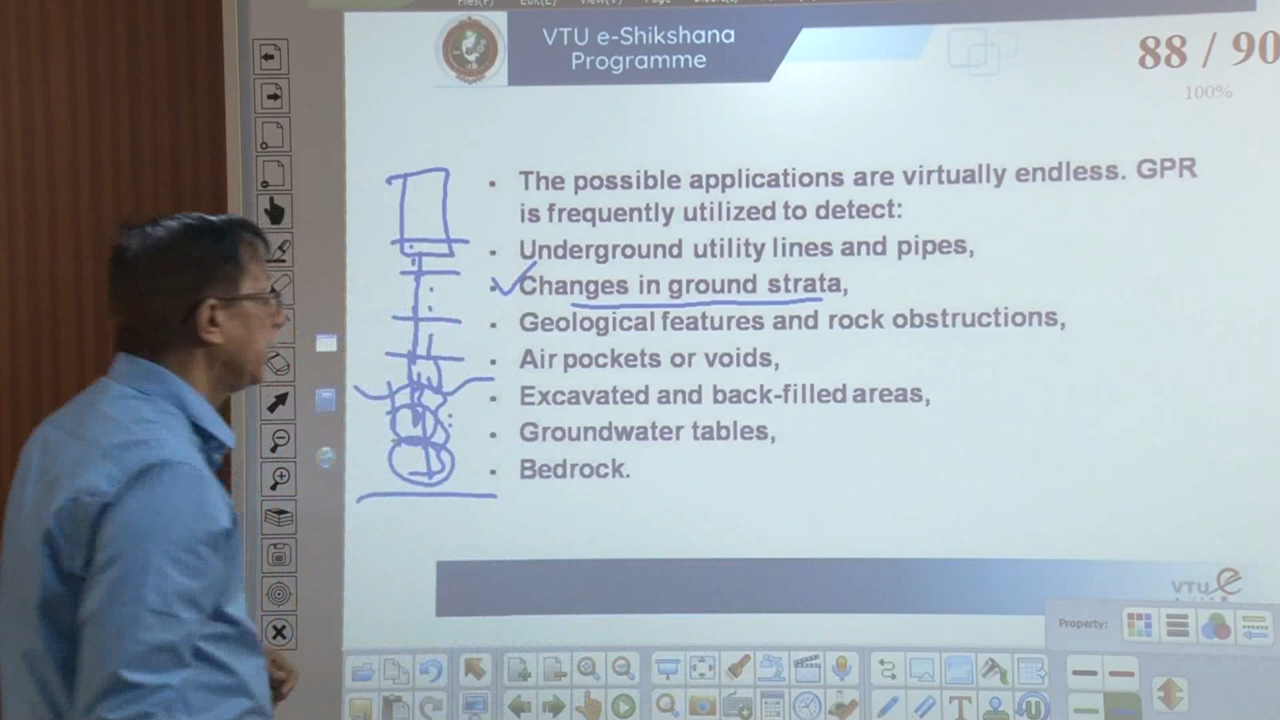 VTU e-Shikshana
Programme
88 / 90
100%
• The possible applications are virtually endless. GPR
is frequently utilized to detect:
• Underground utility lines and pipes,
• Changes in ground strata,
• Geological features and rock obstructions,
• Air pockets or voids,
• Excavated and back-filled areas,
• Groundwater tables,
• Bedrock.
VTU e
Property: